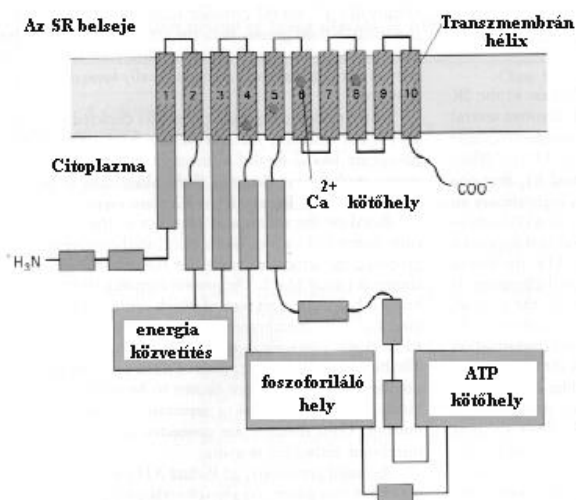 Az SR belseje
Transzmembrán
hélix
1 2 3 4 5 6 7 8 9 10
Citoplazma
2+
Ca kötőhely
COO⁻
⁺H₃N
energia
közvetítés
foszoforiláló
hely
ATP
kötőhely